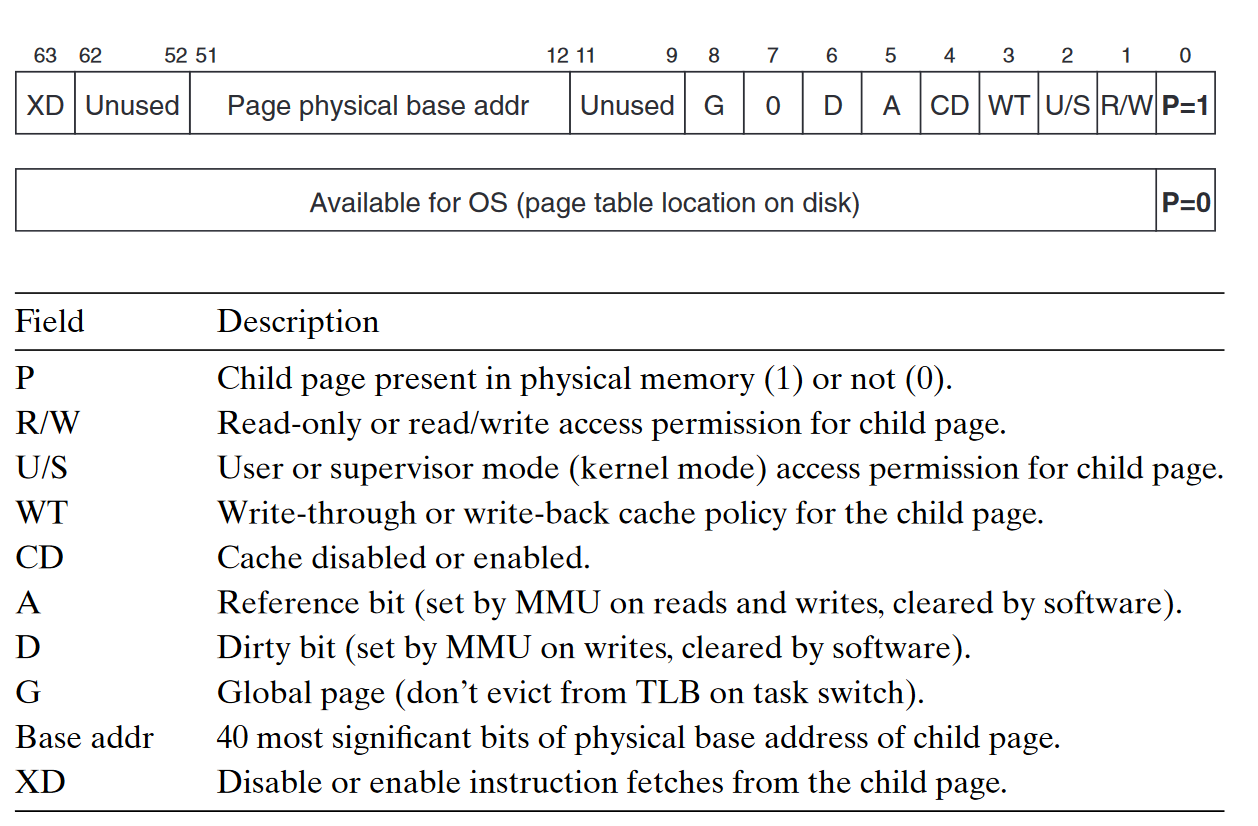 63 62 52 51 12 11 9 8 7 6 5 4 3 2 1 0
XD Unused Page physical base addr Unused G 0 D A CD WT U/S R/W P=1
Available for OS (page table location on disk) P=0
Field Description
P Child page present in physical memory (1) or not (0).
R/W Read-only or read/write access permission for child page.
U/S User or supervisor mode (kernel mode) access permission for child page.
WT Write-through or write-back cache policy for the child page.
CD Cache disabled or enabled.
A Reference bit (set by MMU on reads and writes, cleared by software).
D Dirty bit (set by MMU on writes, cleared by software).
G Global page (don’t evict from TLB on task switch).
Base addr 40 most significant bits of physical base address of child page.
XD Disable or enable instruction fetches from the child page.